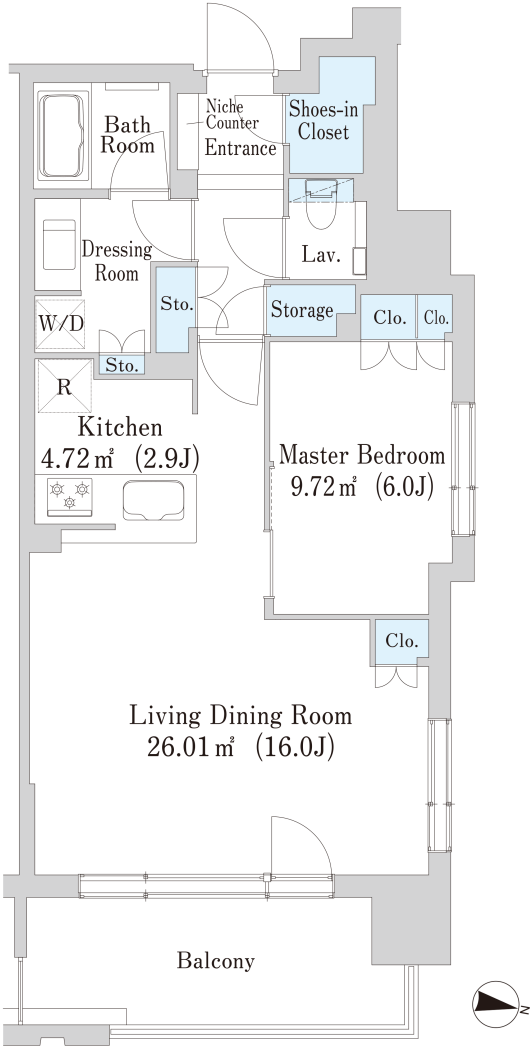 Niche
Counter
Shoes-in
Closet
Bath
Room
Entrance
Dressing
Room
Lav.
Sto.
Storage
Clo.
Clo.
W/D
Sto.
R
Kitchen
4.72㎡ (2.9J)
Master Bedroom
9.72㎡ (6.0J)
Clo.
Living Dining Room
26.01㎡ (16.0J)
Balcony
N